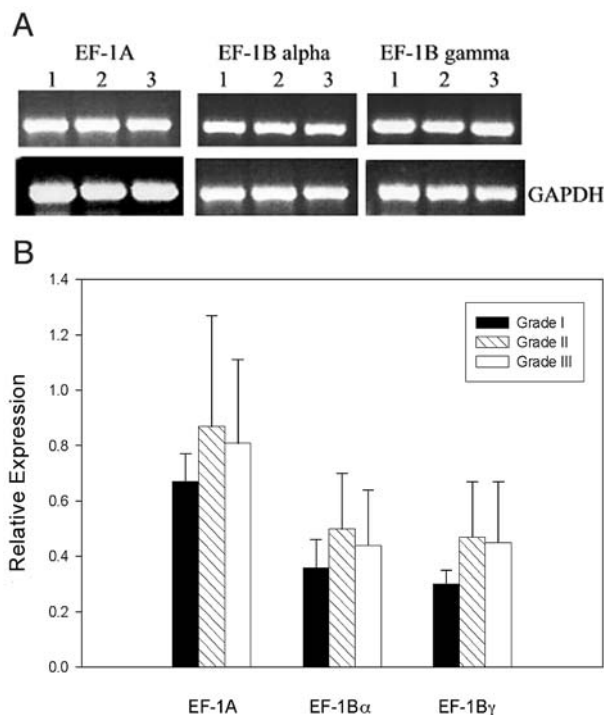 A
EF-1A EF-1B alpha EF-1B gamma
1 2 3 1 2 3 1 2 3
GAPDH
B
1.4
1.2
1.0
0.8
0.6
0.4
0.2
0.0
Relative Expression
Grade I
Grade II
Grade III
EF-1A EF-1Bα EF-1Bγ